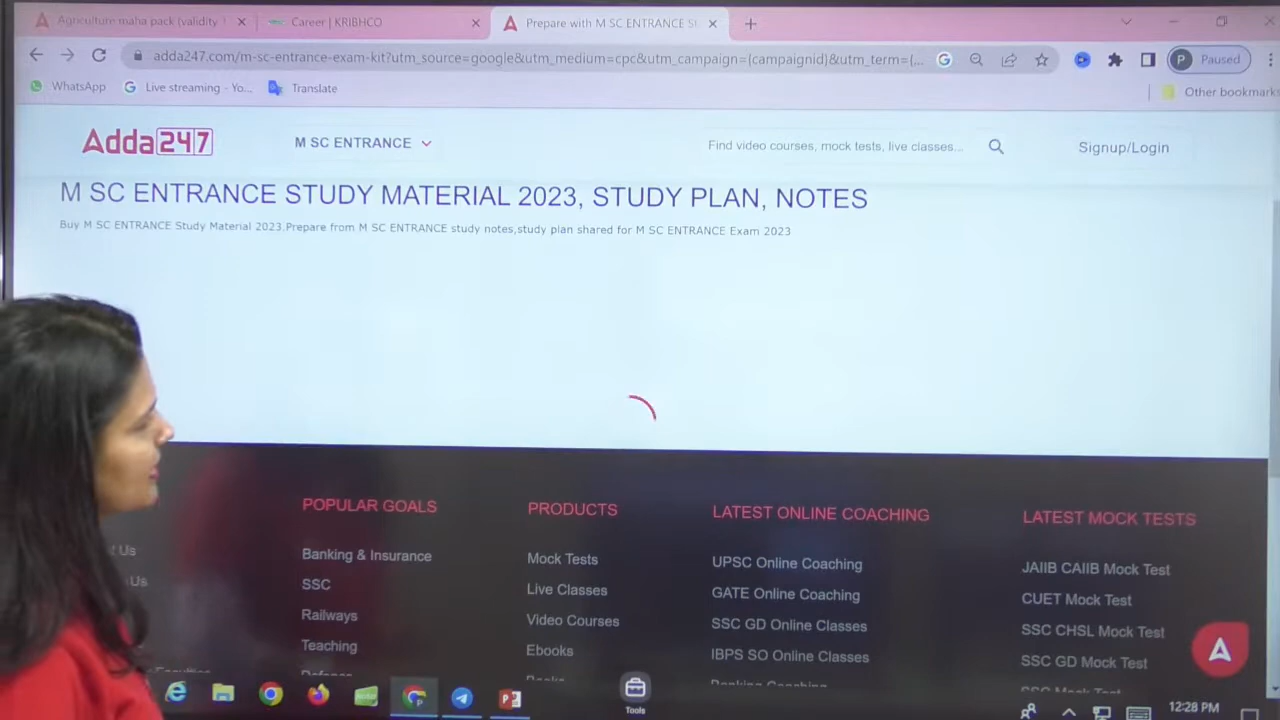 Agriculture maha pack (validity
Career | KRIBHCO
Prepare with M SC ENTRANCE S
adda247.com/m-sc-entrance-exam-kit?utm_source=google&utm_medium=cpc&utm_campaign={campaignid}&utm_term={...
P Paused
WhatsApp
Live streaming - Yo...
Translate
Other bookmarks
Adda247
M SC ENTRANCE
Find video courses, mock tests, live classes...
Signup/Login
M SC ENTRANCE STUDY MATERIAL 2023, STUDY PLAN, NOTES
Buy M SC ENTRANCE Study Material 2023.Prepare from M SC ENTRANCE study notes,study plan shared for M SC ENTRANCE Exam 2023
t Us
Us
POPULAR GOALS
Banking & Insurance
SSC
Railways
Teaching
PRODUCTS
Mock Tests
Live Classes
Video Courses
Ebooks
LATEST ONLINE COACHING
UPSC Online Coaching
GATE Online Coaching
SSC GD Online Classes
IBPS SO Online Classes
LATEST MOCK TESTS
JAIIB CAIIB Mock Test
CUET Mock Test
SSC CHSL Mock Test
SSC GD Mock Test
Tools
12:28 PM